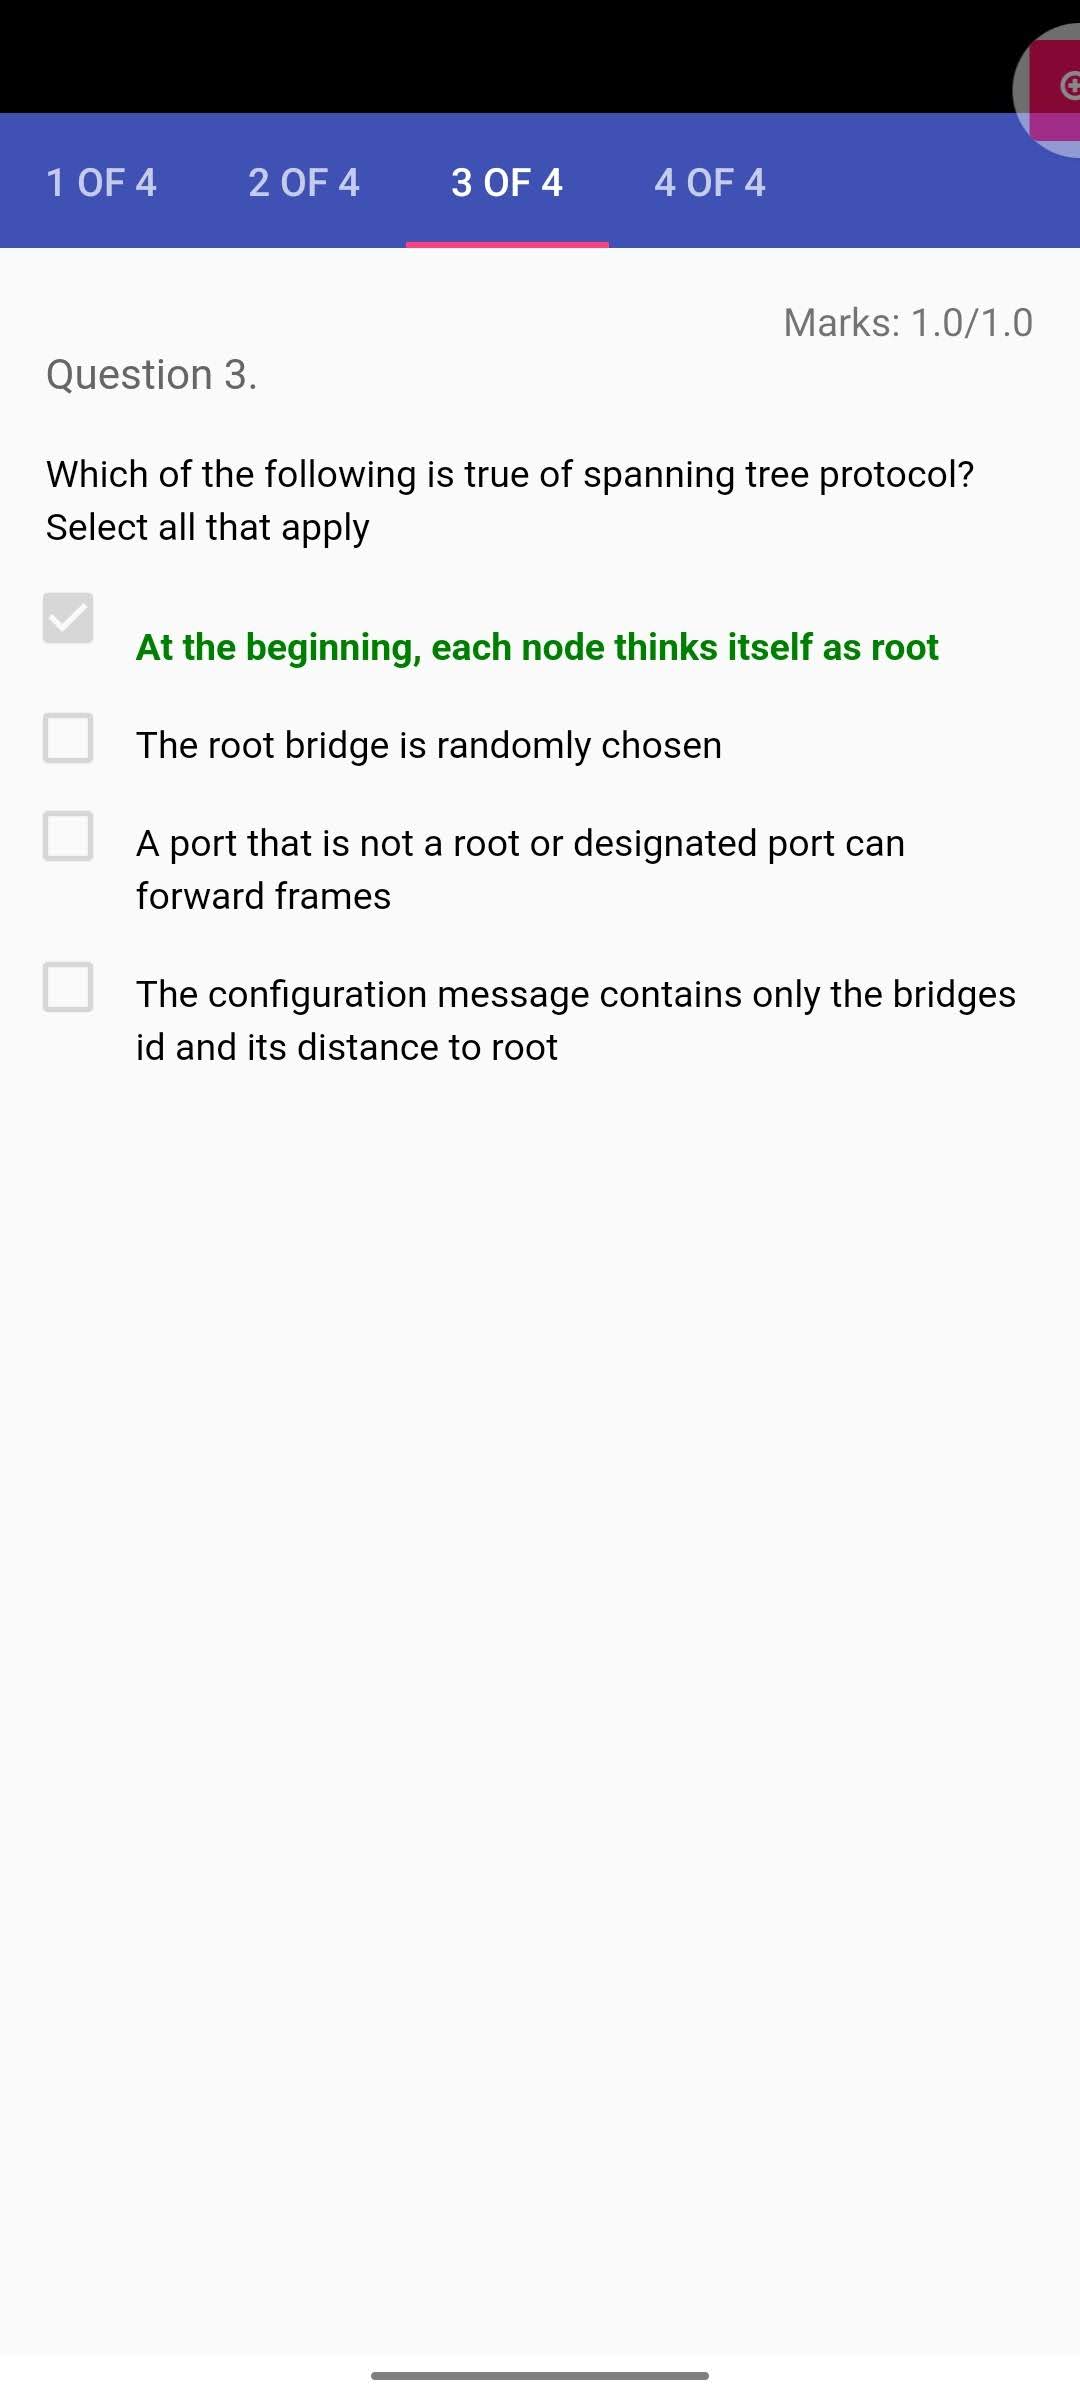 1 OF 4 2 OF 4 3 OF 4 4 OF 4
Marks: 1.0/1.0
Question 3.
Which of the following is true of spanning tree protocol?
Select all that apply
At the beginning, each node thinks itself as root
The root bridge is randomly chosen
A port that is not a root or designated port can
forward frames
The configuration message contains only the bridges
id and its distance to root